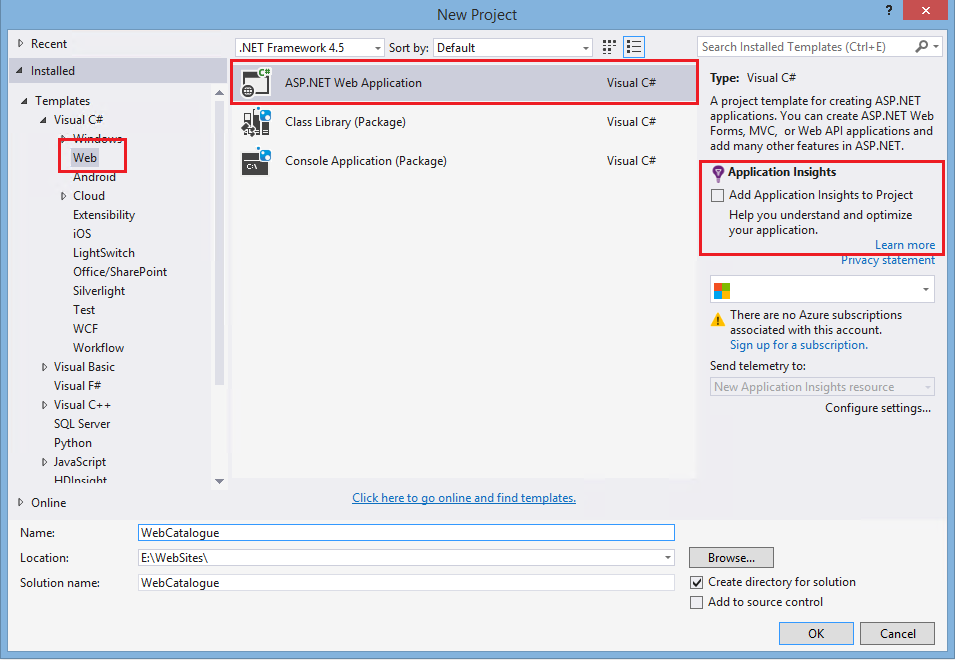 New Project
?
Recent
Installed
Templates
Visual C#
Windows
Web
Android
Cloud
Extensibility
iOS
LightSwitch
Office/SharePoint
Silverlight
Test
WCF
Workflow
Visual Basic
Visual F#
Visual C++
SQL Server
Python
JavaScript
HDInsight
Online
.NET Framework 4.5
Sort by:
Default
ASP.NET Web Application Visual C#
Class Library (Package) Visual C#
Console Application (Package) Visual C#
Click here to go online and find templates.
Search Installed Templates (Ctrl+E)
Type: Visual C#
A project template for creating ASP.NET
applications. You can create ASP.NET Web
Forms, MVC, or Web API applications and
add many other features in ASP.NET.
Application Insights
Add Application Insights to Project
Help you understand and optimize
your application.
Learn more
Privacy statement
There are no Azure subscriptions
associated with this account.
Sign up for a subscription.
Send telemetry to:
New Application Insights resource
Configure settings...
Name: WebCatalogue
Location: E:\WebSites\
Browse...
Solution name: WebCatalogue
Create directory for solution
Add to source control
OK
Cancel